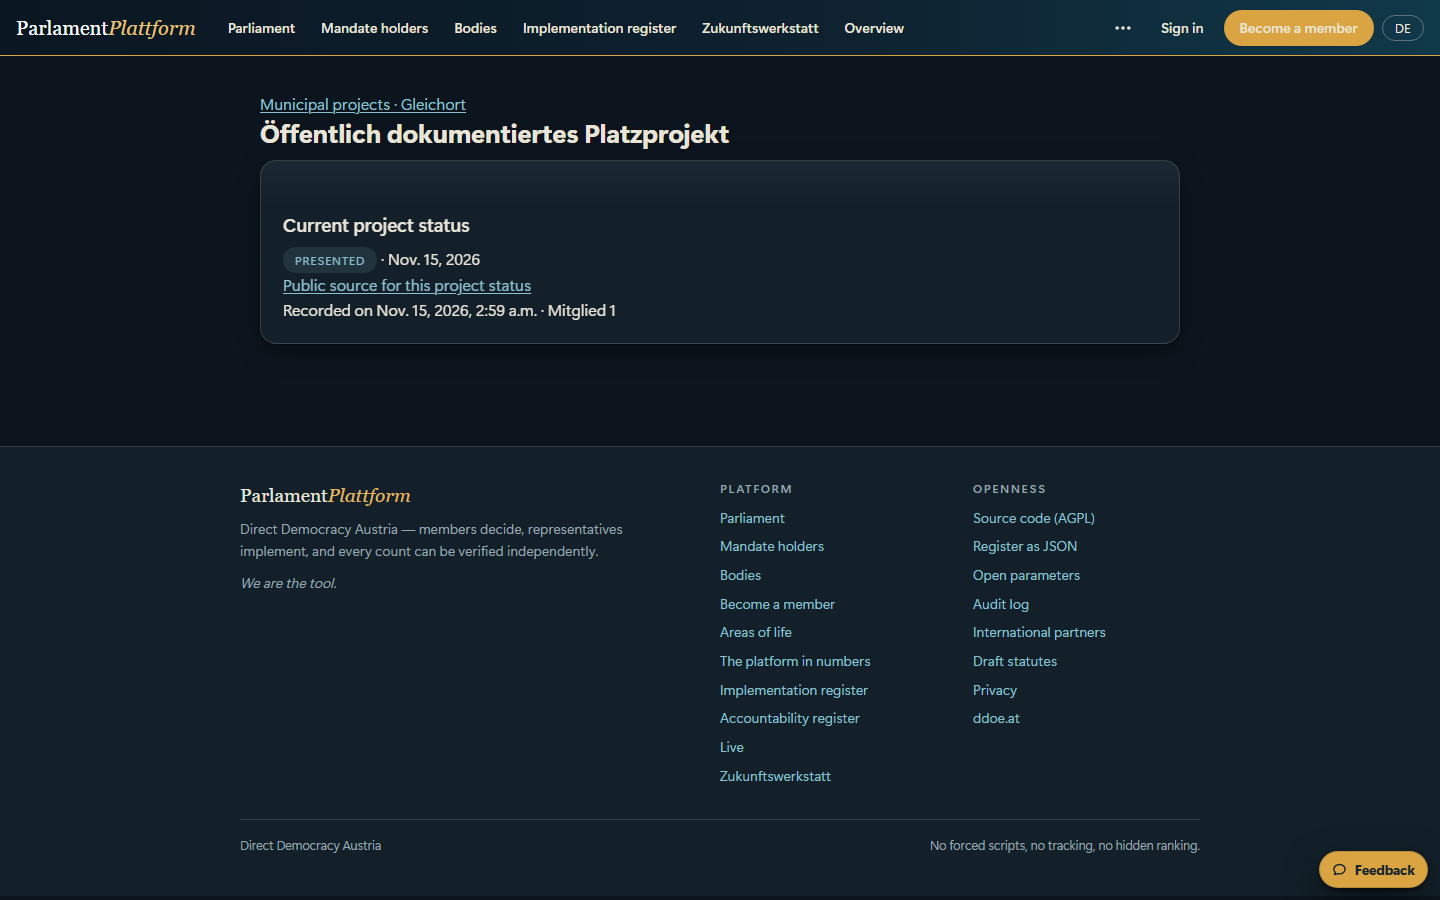 ParlamentPlattform Parliament Mandate holders Bodies Implementation register Zukunftswerkstatt Overview ••• Sign in Become a member DE
Municipal projects · Gleichort
Öffentlich dokumentiertes Platzprojekt
Current project status
PRESENTED · Nov. 15, 2026
Public source for this project status
Recorded on Nov. 15, 2026, 2:59 a.m. · Mitglied 1
ParlamentPlattform
Direct Democracy Austria — members decide, representatives
implement, and every count can be verified independently.
We are the tool.
PLATFORM
Parliament
Mandate holders
Bodies
Become a member
Areas of life
The platform in numbers
Implementation register
Accountability register
Live
Zukunftswerkstatt
OPENNESS
Source code (AGPL)
Register as JSON
Open parameters
Audit log
International partners
Draft statutes
Privacy
ddoe.at
Direct Democracy Austria
No forced scripts, no tracking, no hidden ranking.
Feedback